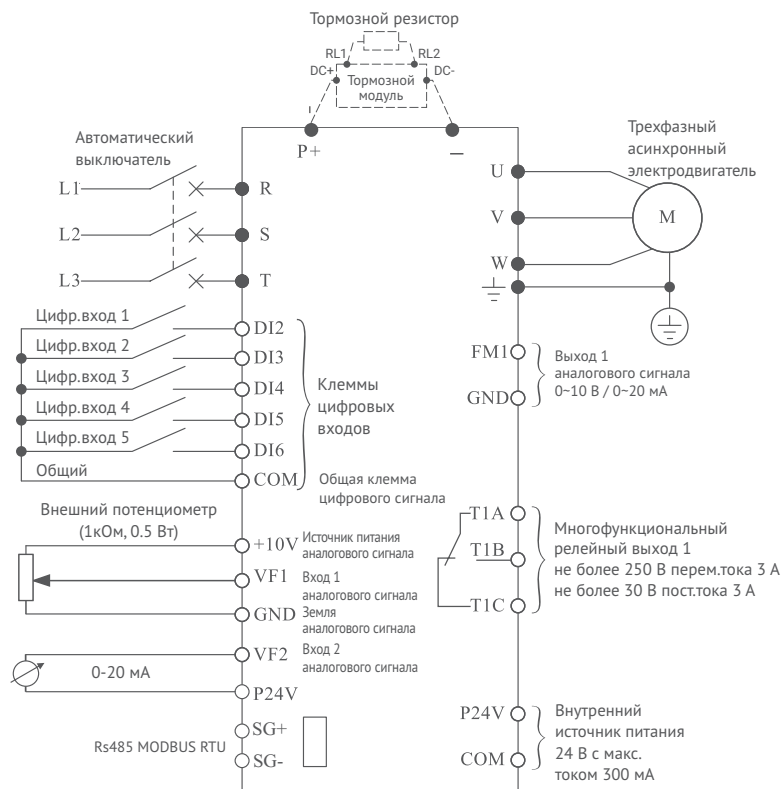 Тормозной резистор
RL1
RL2
DC+
DC-
Тормозной
модуль
P+
Автоматический
выключатель
L1
R
L2
S
L3
T
Трехфазный
асинхронный
электродвигатель
U
V
W
M
Цифр.вход 1
DI2
Цифр.вход 2
DI3
Цифр.вход 3
DI4
Цифр.вход 4
DI5
Цифр.вход 5
DI6
Общий
COM
Клеммы
цифровых
входов
Общая клемма
цифрового сигнала
FM1
GND
Выход 1
аналогового сигнала
0~10 В / 0~20 мА
Внешний потенциометр
(1кОм, 0.5 Вт)
+10V
Источник питания
аналогового сигнала
VF1
Вход 1
аналогового сигнала
GND
Земля
аналогового сигнала
VF2
Вход 2
аналогового сигнала
0-20 мА
P24V
Rs485 MODBUS RTU
SG+
SG-
T1A
T1B
T1C
Многофункциональный
релейный выход 1
не более 250 В перем.тока 3 А
не более 30 В пост.тока 3 А
P24V
COM
Внутренний
источник питания
24 В с макс.
током 300 мА